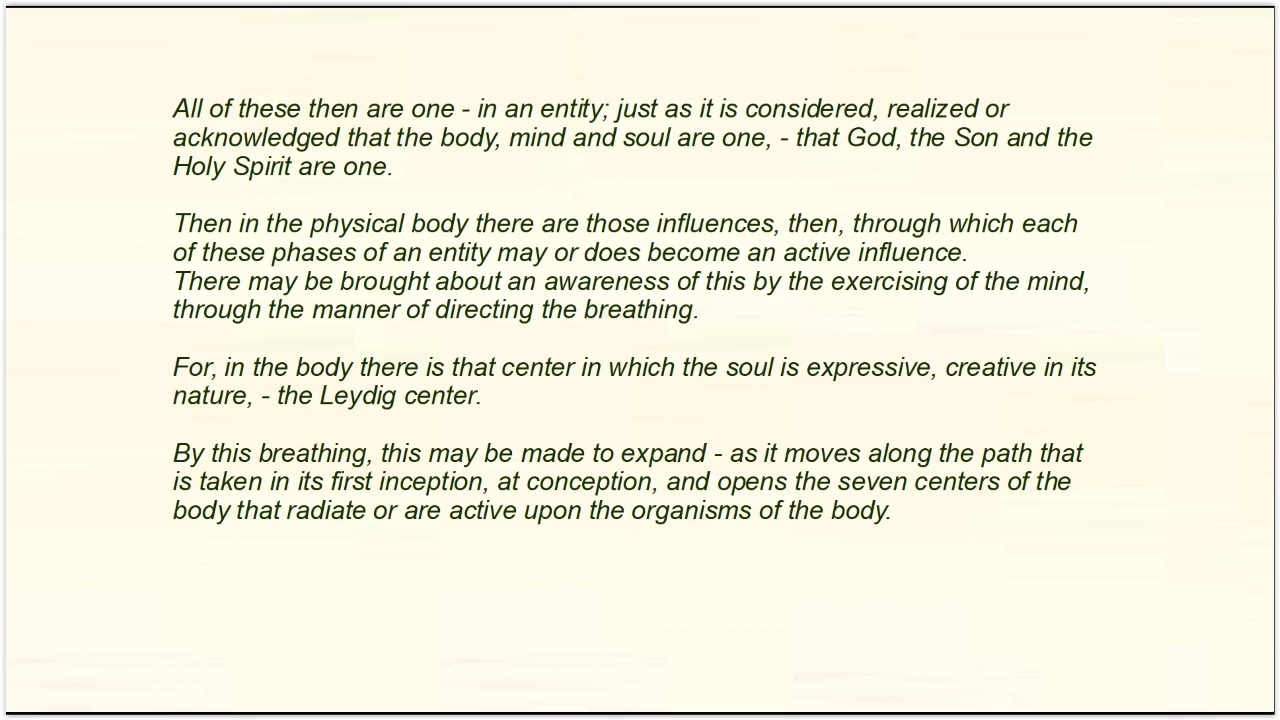 All of these then are one - in an entity; just as it is considered, realized or
acknowledged that the body, mind and soul are one, - that God, the Son and the
Holy Spirit are one.
Then in the physical body there are those influences, then, through which each
of these phases of an entity may or does become an active influence.
There may be brought about an awareness of this by the exercising of the mind,
through the manner of directing the breathing.
For, in the body there is that center in which the soul is expressive, creative in its
nature, - the Leydig center.
By this breathing, this may be made to expand - as it moves along the path that
is taken in its first inception, at conception, and opens the seven centers of the
body that radiate or are active upon the organisms of the body.